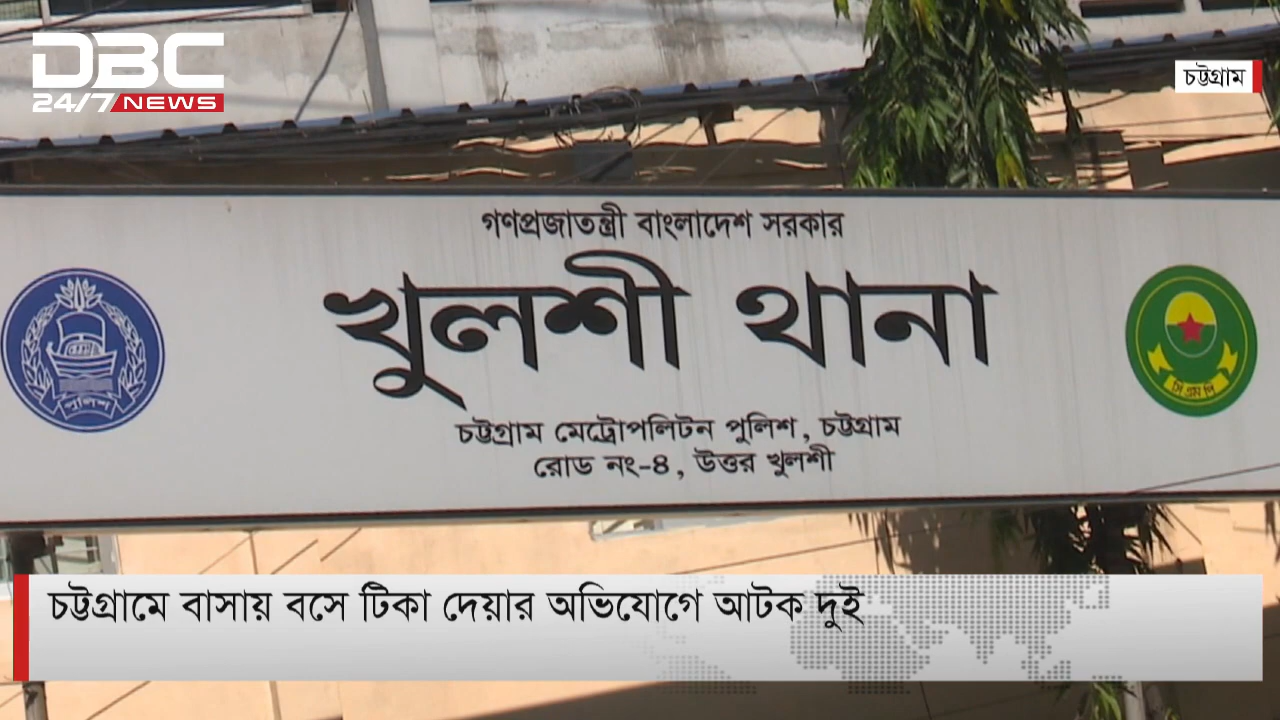 DBC
24/7 NEWS
চট্টগ্রাম
গণপ্রজাতন্ত্রী বাংলাদেশ সরকার
খুলশী থানা
পুলিশ
সি এম পি
চট্টগ্রাম মেট্রোপলিটন পুলিশ, চট্টগ্রাম
রোড নং-৪, উত্তর খুলশী
চট্টগ্রামে বাসায় বসে টিকা দেয়ার অভিযোগে আটক দুই